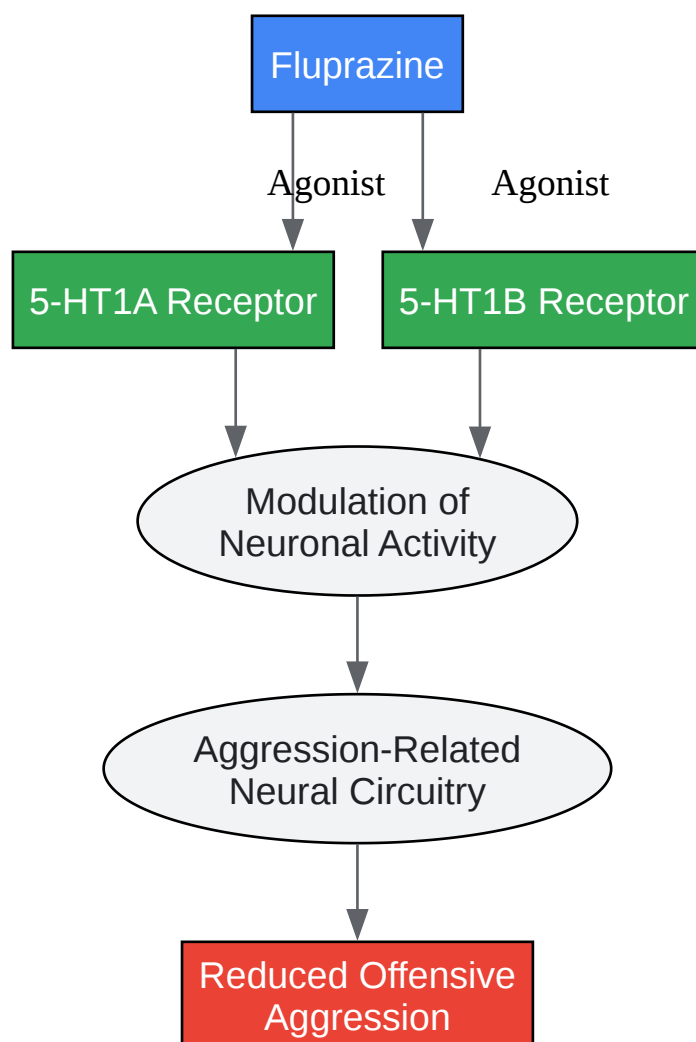 Fluprazine
Agonist
Agonist
5-HT1A Receptor
5-HT1B Receptor
Modulation of
Neuronal Activity
Aggression-Related
Neural Circuitry
Reduced Offensive
Aggression